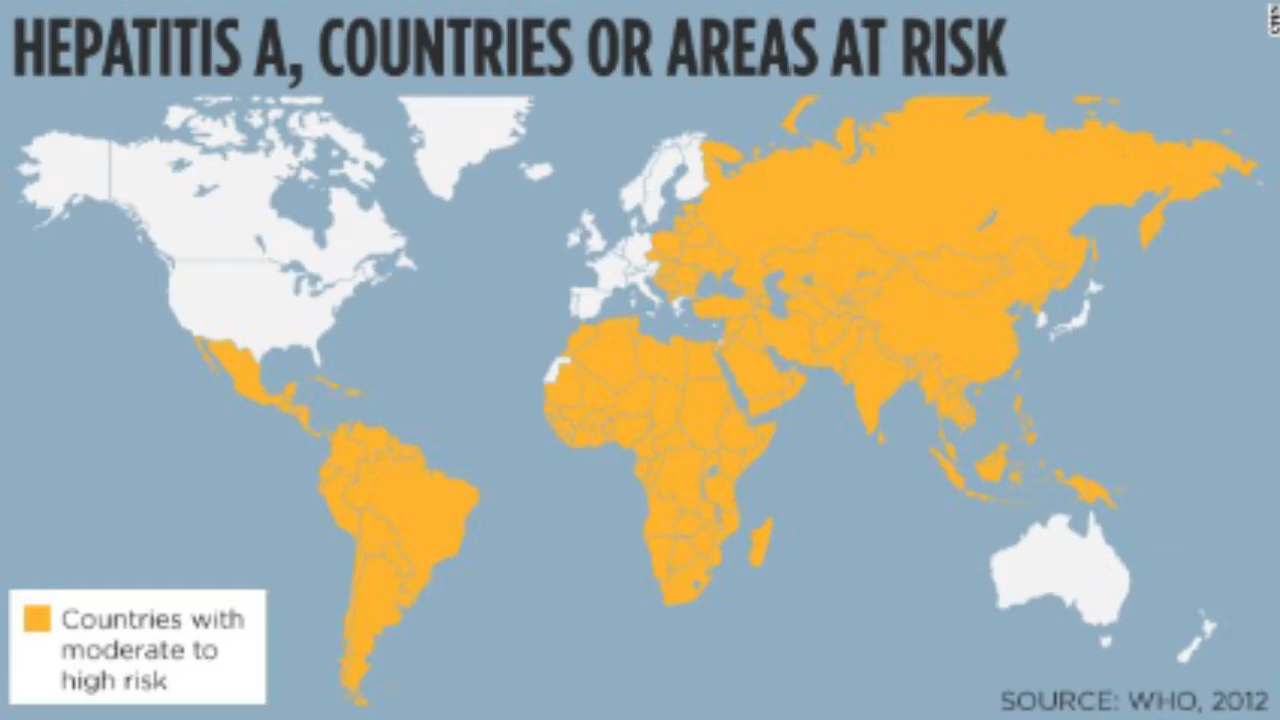 HEPATITIS A, COUNTRIES OR AREAS AT RISK
Countries with
moderate to
high risk
SOURCE: WHO, 2012